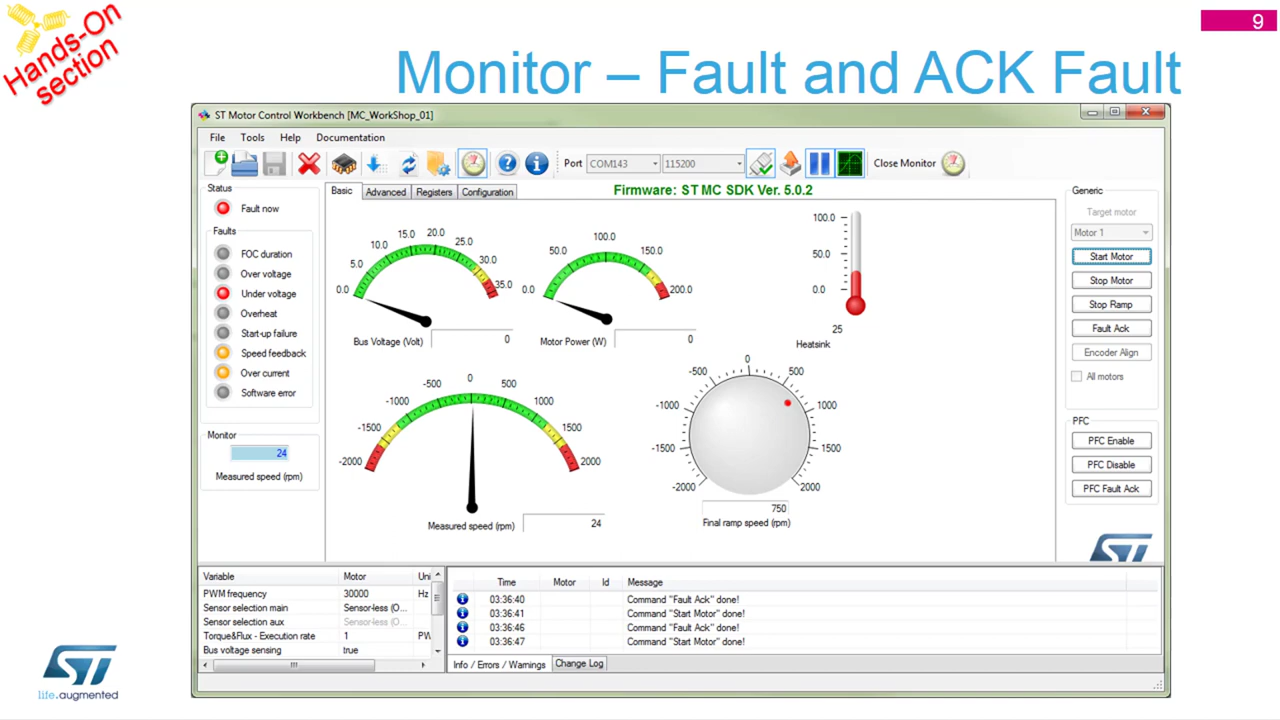 Hands-On
section
9
Monitor – Fault and ACK Fault
ST Motor Control Workbench [MC_WorkShop_01]
File Tools Help Documentation
Port COM143 115200 Close Monitor
Status
Fault now
Faults
FOC duration
Over voltage
Under voltage
Overheat
Start-up failure
Speed feedback
Over current
Software error
Monitor
24
Measured speed (rpm)
Basic Advanced Registers Configuration
Firmware: ST MC SDK Ver. 5.0.2
0.0 5.0 10.0 15.0 20.0 25.0 30.0 35.0
Bus Voltage (Volt) 0
0.0 50.0 100.0 150.0 200.0
Motor Power (W) 0
100.0
50.0
0.0
25
Heatsink
-2000 -1500 -1000 -500 0 500 1000 1500 2000
Measured speed (rpm) 24
-2000 -1500 -1000 -500 0 500 1000 1500 2000
750
Final ramp speed (rpm)
Generic
Target motor
Motor 1
Start Motor
Stop Motor
Stop Ramp
Fault Ack
Encoder Align
All motors
PFC
PFC Enable
PFC Disable
PFC Fault Ack
ST
Variable Motor Uni
PWM frequency 30000 Hz
Sensor selection main Sensor-less (O...
Sensor selection aux Sensor-less (O...
Torque&Flux - Execution rate 1 PW
Bus voltage sensing true
Time Motor Id Message
03:36:40 Command "Fault Ack" done!
03:36:41 Command "Start Motor" done!
03:36:46 Command "Fault Ack" done!
03:36:47 Command "Start Motor" done!
Info / Errors / Warnings Change Log
ST
life.augmented